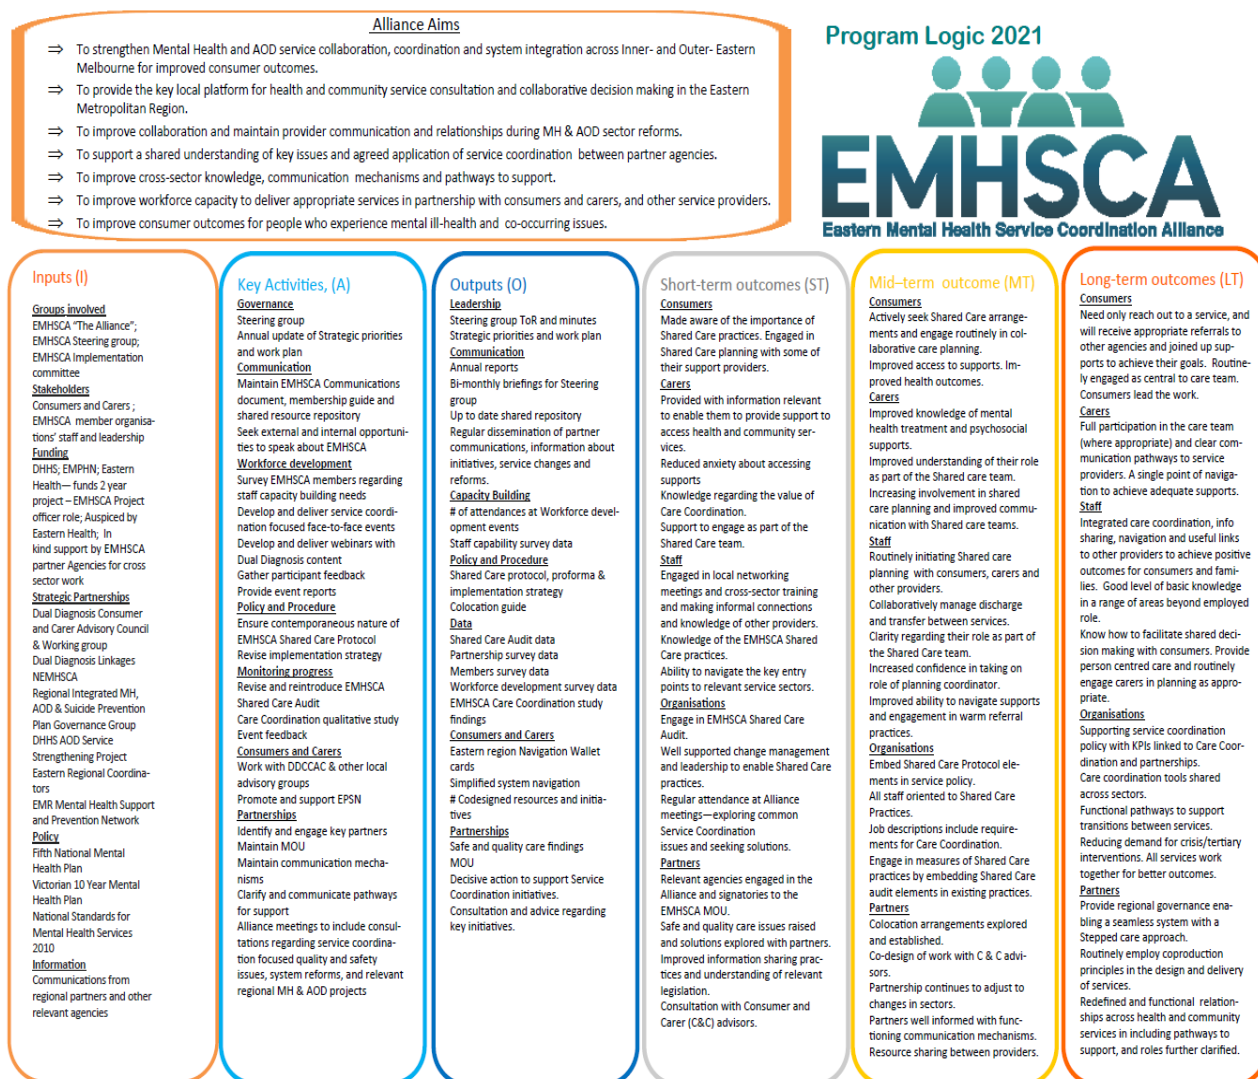 Alliance Aims
⇒ To strengthen Mental Health and AOD service collaboration, coordination and system integration across Inner- and Outer- Eastern
Melbourne for improved consumer outcomes.
⇒ To provide the key local platform for health and community service consultation and collaborative decision making in the Eastern
Metropolitan Region.
⇒ To improve collaboration and maintain provider communication and relationships during MH & AOD sector reforms.
⇒ To support a shared understanding of key issues and agreed application of service coordination between partner agencies.
⇒ To improve cross-sector knowledge, communication mechanisms and pathways to support.
⇒ To improve workforce capacity to deliver appropriate services in partnership with consumers and carers, and other service providers.
⇒ To improve consumer outcomes for people who experience mental ill-health and co-occurring issues.
Program Logic 2021
EMHSCA
Eastern Mental Health Service Coordination Alliance
Inputs (I)
Groups involved
EMHSCA "The Alliance";
EMHSCA Steering group;
EMHSCA Implementation
committee
Stakeholders
Consumers and Carers ;
EMHSCA member organisa-
tions' staff and leadership
Funding
DHHS; EMPHN; Eastern
Health— funds 2 year
project – EMHSCA Project
officer role; Auspiced by
Eastern Health; In
kind support by EMHSCA
partner Agencies for cross
sector work
Strategic Partnerships
Dual Diagnosis Consumer
and Carer Advisory Council
& Working group
Dual Diagnosis Linkages
NEMHSCA
Regional Integrated MH,
AOD & Suicide Prevention
Plan Governance Group
DHHS AOD Service
Strengthening Project
Eastern Regional Coordina-
tors
EMR Mental Health Support
and Prevention Network
Policy
Fifth National Mental
Health Plan
Victorian 10 Year Mental
Health Plan
National Standards for
Mental Health Services
2010
Information
Communications from
regional partners and other
relevant agencies
Key Activities, (A)
Governance
Steering group
Annual update of Strategic priorities
and work plan
Communication
Maintain EMHSCA Communications
document, membership guide and
shared resource repository
Seek external and internal opportuni-
ties to speak about EMHSCA
Workforce development
Survey EMHSCA members regarding
staff capacity building needs
Develop and deliver service coordi-
nation focused face-to-face events
Develop and deliver webinars with
Dual Diagnosis content
Gather participant feedback
Provide event reports
Policy and Procedure
Ensure contemporaneous nature of
EMHSCA Shared Care Protocol
Revise implementation strategy
Monitoring progress
Revise and reintroduce EMHSCA
Shared Care Audit
Care Coordination qualitative study
Event feedback
Consumers and Carers
Work with DDCCAC & other local
advisory groups
Promote and support EPSN
Partnerships
Identify and engage key partners
Maintain MOU
Maintain communication mecha-
nisms
Clarify and communicate pathways
for support
Alliance meetings to include consul-
tations regarding service coordina-
tion focused quality and safety
issues, system reforms, and relevant
regional MH & AOD projects
Outputs (O)
Leadership
Steering group ToR and minutes
Strategic priorities and work plan
Communication
Annual reports
Bi-monthly briefings for Steering
group
Up to date shared repository
Regular dissemination of partner
communications, information about
initiatives, service changes and
reforms.
Capacity Building
# of attendances at Workforce devel-
opment events
Staff capability survey data
Policy and Procedure
Shared Care protocol, proforma &
implementation strategy
Colocation guide
Data
Shared Care Audit data
Partnership survey data
Members survey data
Workforce development survey data
EMHSCA Care Coordination study
findings
Consumers and Carers
Eastern region Navigation Wallet
cards
Simplified system navigation
# Codesigned resources and initia-
tives
Partnerships
Safe and quality care findings
MOU
Decisive action to support Service
Coordination initiatives.
Consultation and advice regarding
key initiatives.
Short-term outcomes (ST)
Consumers
Made aware of the importance of
Shared Care practices. Engaged in
Shared Care planning with some of
their support providers.
Carers
Provided with information relevant
to enable them to provide support to
access health and community ser-
vices.
Reduced anxiety about accessing
supports
Knowledge regarding the value of
Care Coordination.
Support to engage as part of the
Shared Care team.
Staff
Engaged in local networking
meetings and cross-sector training
and making informal connections
and knowledge of other providers.
Knowledge of the EMHSCA Shared
Care practices.
Ability to navigate the key entry
points to relevant service sectors.
Organisations
Engage in EMHSCA Shared Care
Audit.
Well supported change management
and leadership to enable Shared Care
practices.
Regular attendance at Alliance
meetings—exploring common
Service Coordination
issues and seeking solutions.
Partners
Relevant agencies engaged in the
Alliance and signatories to the
EMHSCA MOU.
Safe and quality care issues raised
and solutions explored with partners.
Improved information sharing prac-
tices and understanding of relevant
legislation.
Consultation with Consumer and
Carer (C&C) advisors.
Mid–term outcome (MT)
Consumers
Actively seek Shared Care arrange-
ments and engage routinely in col-
laborative care planning.
Improved access to supports. Im-
proved health outcomes.
Carers
Improved knowledge of mental
health treatment and psychosocial
supports.
Improved understanding of their role
as part of the Shared care team.
Increasing involvement in shared
care planning and improved commu-
nication with Shared care teams.
Staff
Routinely initiating Shared care
planning with consumers, carers and
other providers.
Collaboratively manage discharge
and transfer between services.
Clarity regarding their role as part of
the Shared Care team.
Increased confidence in taking on
role of planning coordinator.
Improved ability to navigate supports
and engagement in warm referral
practices.
Organisations
Embed Shared Care Protocol ele-
ments in service policy.
All staff oriented to Shared Care
Practices.
Job descriptions include require-
ments for Care Coordination.
Engage in measures of Shared Care
practices by embedding Shared Care
audit elements in existing practices.
Partners
Colocation arrangements explored
and established.
Co-design of work with C & C advi-
sors.
Partnership continues to adjust to
changes in sectors.
Partners well informed with func-
tioning communication mechanisms.
Resource sharing between providers.
Long-term outcomes (LT)
Consumers
Need only reach out to a service, and
will receive appropriate referrals to
other agencies and joined up sup-
ports to achieve their goals. Routine-
ly engaged as central to care team.
Consumers lead the work.
Carers
Full participation in the care team
(where appropriate) and clear com-
munication pathways to service
providers. A single point of naviga-
tion to achieve adequate supports.
Staff
Integrated care coordination, info
sharing, navigation and useful links
to other providers to achieve positive
outcomes for consumers and fami-
lies. Good level of basic knowledge
in a range of areas beyond employed
role.
Know how to facilitate shared deci-
sion making with consumers. Provide
person centred care and routinely
engage carers in planning as appro-
priate.
Organisations
Supporting service coordination
policy with KPIs linked to Care Coor-
dination and partnerships.
Care coordination tools shared
across sectors.
Functional pathways to support
transitions between services.
Reducing demand for crisis/tertiary
interventions. All services work
together for better outcomes.
Partners
Provide regional governance ena-
bling a seamless system with a
Stepped care approach.
Routinely employ coproduction
principles in the design and delivery
of services.
Redefined and functional relation-
ships across health and community
services in including pathways to
support, and roles further clarified.